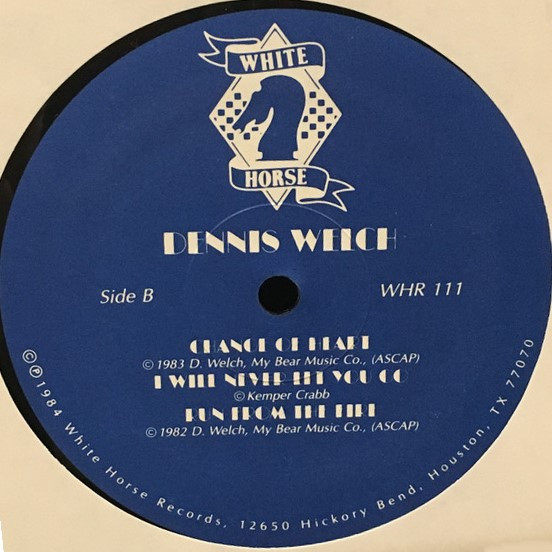 WHITE
HORSE
DENNIS WELCH
Side B
WHR 111
CHANGE OF HEART
©1983 D. Welch, My Bear Music Co., (ASCAP)
I WILL NEVER LET YOU GO
©Kemper Crabb
RUN FROM THE FIRE
©1982 D. Welch, My Bear Music Co., (ASCAP)
©℗1984 White Horse Records, 12650 Hickory Bend, Houston, TX 77070